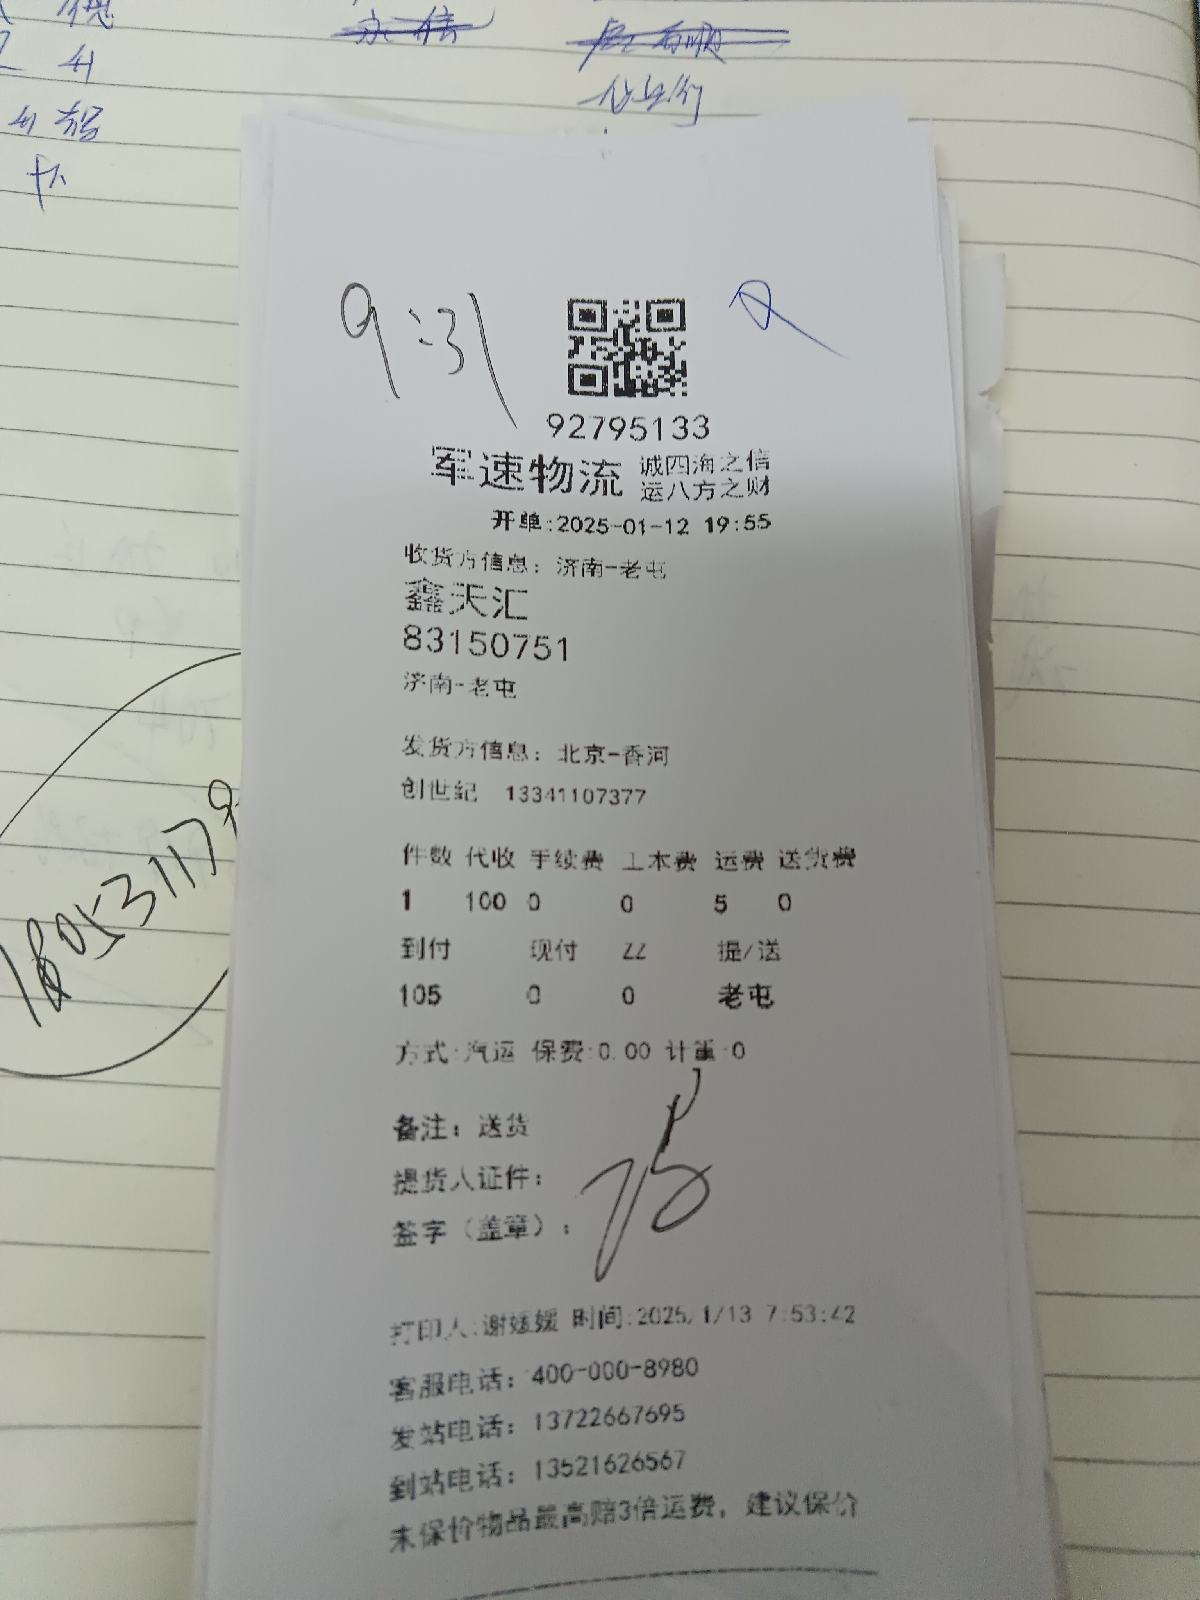 9:31
92795133
军速物流 诚四海之信
运八方之财
开单:2025-01-12 19:55
收货方信息：济南-老屯
鑫天汇
83150751
济南-老屯
发货方信息：北京-香河
创世纪 13341107377
件数 代收 手续费 工本费 运费 送货费
1 100 0 0 5 0
到付 现付 ZZ 提/送
105 0 0 老屯
方式:汽运 保费:0.00 计重:0
备注：送货
提货人证件：
签字（盖章）：
打印人:谢媛媛 时间:2025/1/13 7:53:42
客服电话：400-000-8980
发站电话：13722667695
到站电话：13521626567
未保价物品最高赔3倍运费，建议保价